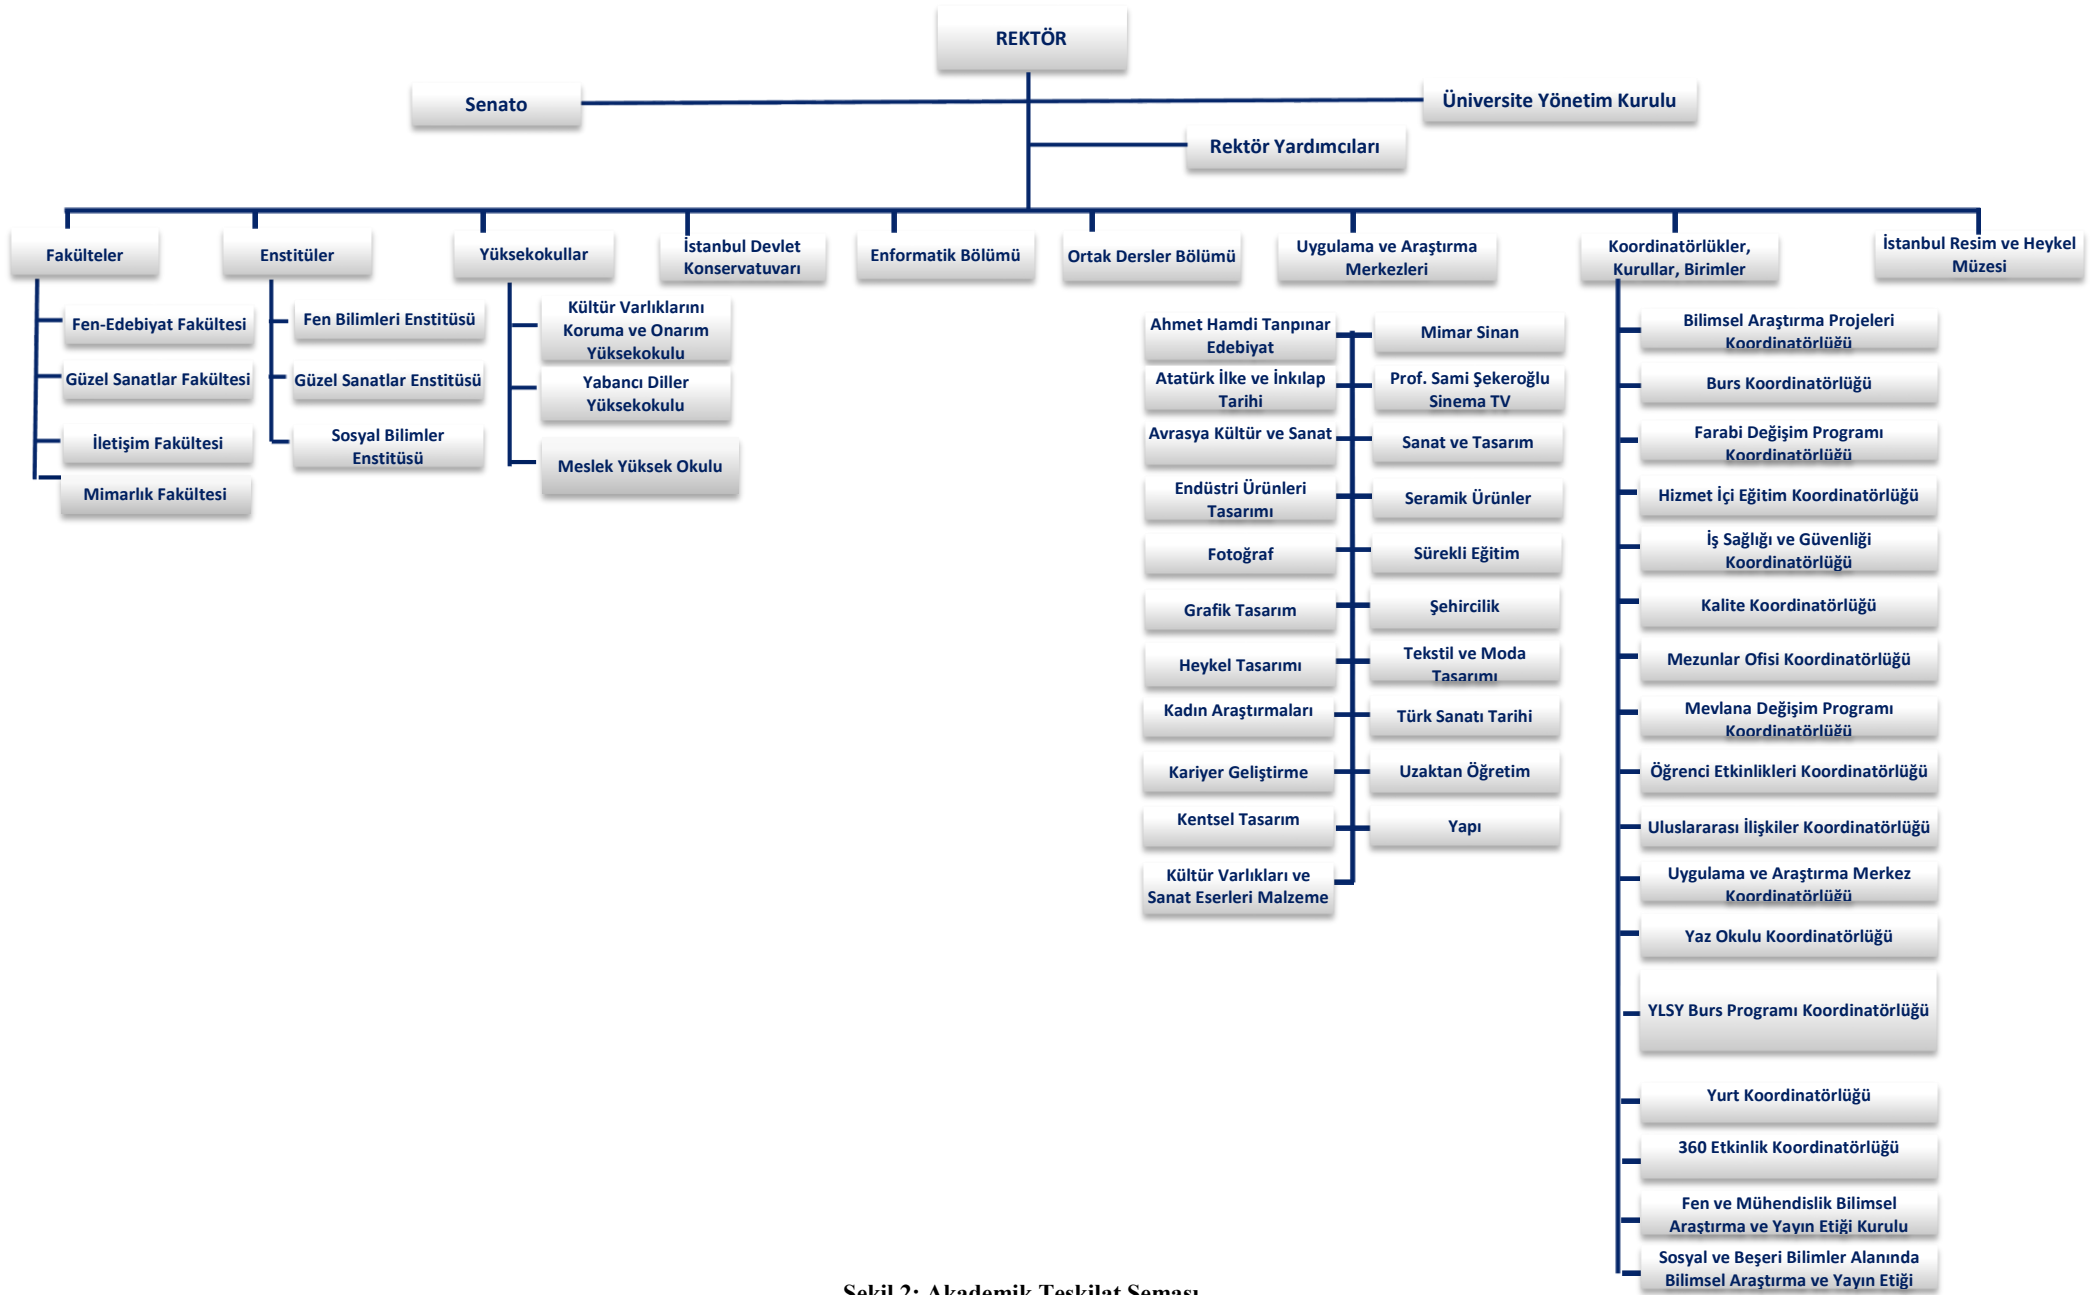 REKTÖR
Senato
Üniversite Yönetim Kurulu
Rektör Yardımcıları
Fakülteler
Enstitüler
Yüksekokullar
İstanbul Devlet
Konservatuvarı
Enformatik Bölümü
Ortak Dersler Bölümü
Uygulama ve Araştırma
Merkezleri
Koordinatörlükler,
Kurullar, Birimler
İstanbul Resim ve Heykel
Müzesi
Fen-Edebiyat Fakültesi
Güzel Sanatlar Fakültesi
İletişim Fakültesi
Mimarlık Fakültesi
Fen Bilimleri Enstitüsü
Güzel Sanatlar Enstitüsü
Sosyal Bilimler
Enstitüsü
Kültür Varlıklarını
Koruma ve Onarım
Yüksekokulu
Yabancı Diller
Yüksekokulu
Meslek Yüksek Okulu
Ahmet Hamdi Tanpınar
Edebiyat
Atatürk İlke ve İnkılap
Tarihi
Avrasya Kültür ve Sanat
Endüstri Ürünleri
Tasarımı
Fotoğraf
Grafik Tasarım
Heykel Tasarımı
Kadın Araştırmaları
Kariyer Geliştirme
Kentsel Tasarım
Kültür Varlıkları ve
Sanat Eserleri Malzeme
Mimar Sinan
Prof. Sami Şekeroğlu
Sinema TV
Sanat ve Tasarım
Seramik Ürünler
Sürekli Eğitim
Şehircilik
Tekstil ve Moda
Tasarımı
Türk Sanatı Tarihi
Uzaktan Öğretim
Yapı
Bilimsel Araştırma Projeleri
Koordinatörlüğü
Burs Koordinatörlüğü
Farabi Değişim Programı
Koordinatörlüğü
Hizmet İçi Eğitim Koordinatörlüğü
İş Sağlığı ve Güvenliği
Koordinatörlüğü
Kalite Koordinatörlüğü
Mezunlar Ofisi Koordinatörlüğü
Mevlana Değişim Programı
Koordinatörlüğü
Öğrenci Etkinlikleri Koordinatörlüğü
Uluslararası İlişkiler Koordinatörlüğü
Uygulama ve Araştırma Merkez
Koordinatörlüğü
Yaz Okulu Koordinatörlüğü
YLSY Burs Programı Koordinatörlüğü
Yurt Koordinatörlüğü
360 Etkinlik Koordinatörlüğü
Fen ve Mühendislik Bilimsel
Araştırma ve Yayın Etiği Kurulu
Sosyal ve Beşeri Bilimler Alanında
Bilimsel Araştırma ve Yayın Etiği
Şekil 2: Akademik Teşkilat Şeması